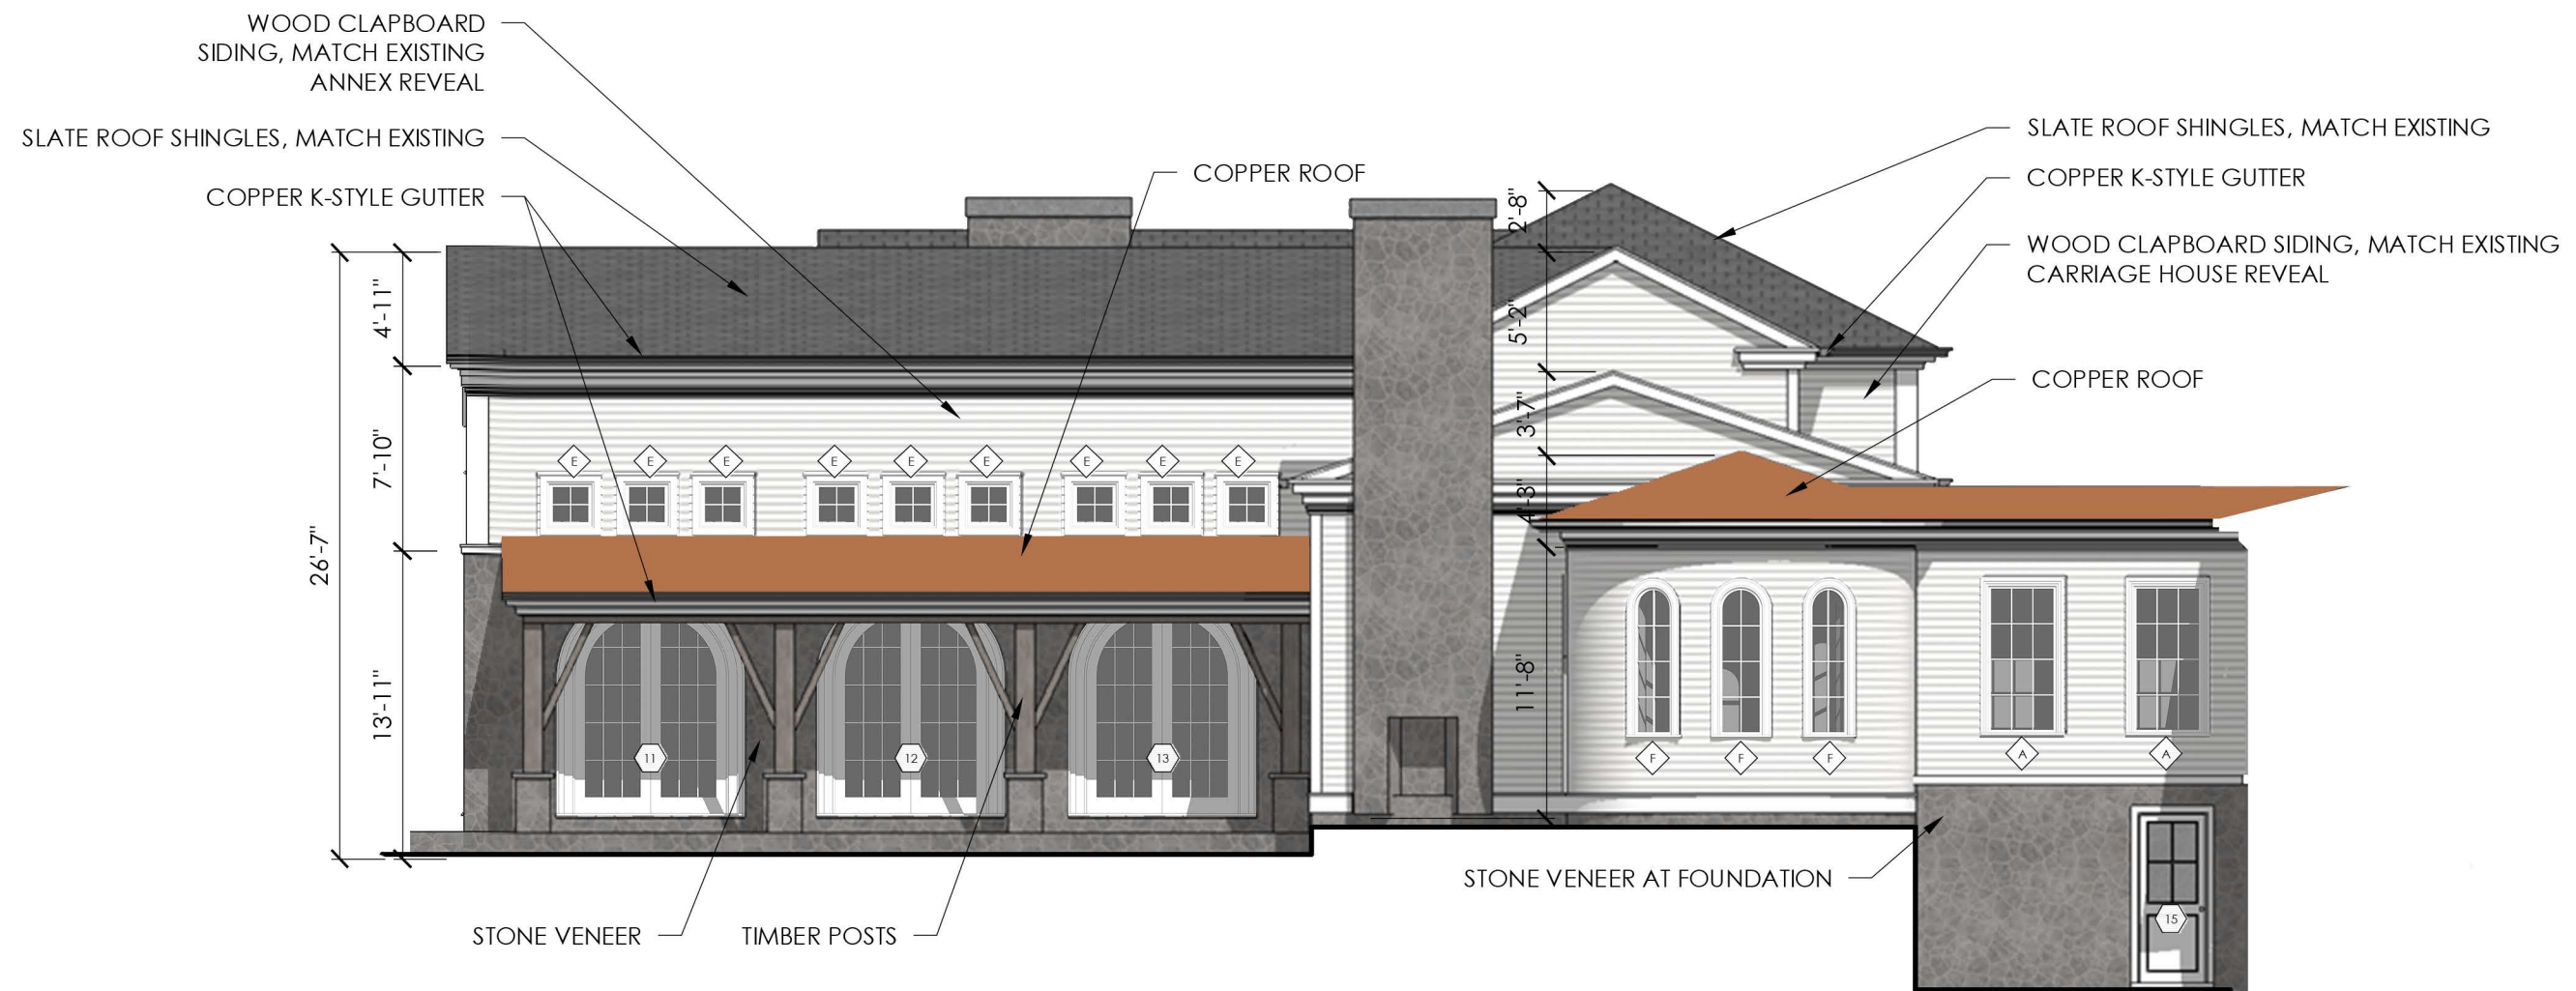 WOOD CLAPBOARD
SIDING, MATCH EXISTING
ANNEX REVEAL
SLATE ROOF SHINGLES, MATCH EXISTING
COPPER K-STYLE GUTTER
COPPER ROOF
SLATE ROOF SHINGLES, MATCH EXISTING
COPPER K-STYLE GUTTER
WOOD CLAPBOARD SIDING, MATCH EXISTING
CARRIAGE HOUSE REVEAL
COPPER ROOF
26'-7"
4'-11"
7'-10"
13'-11"
2'-8"
5'-2"
3'-7"
4'-3"
11'-8"
E E E E E E E E E
11 12 13
F F F
A A
15
STONE VENEER
TIMBER POSTS
STONE VENEER AT FOUNDATION